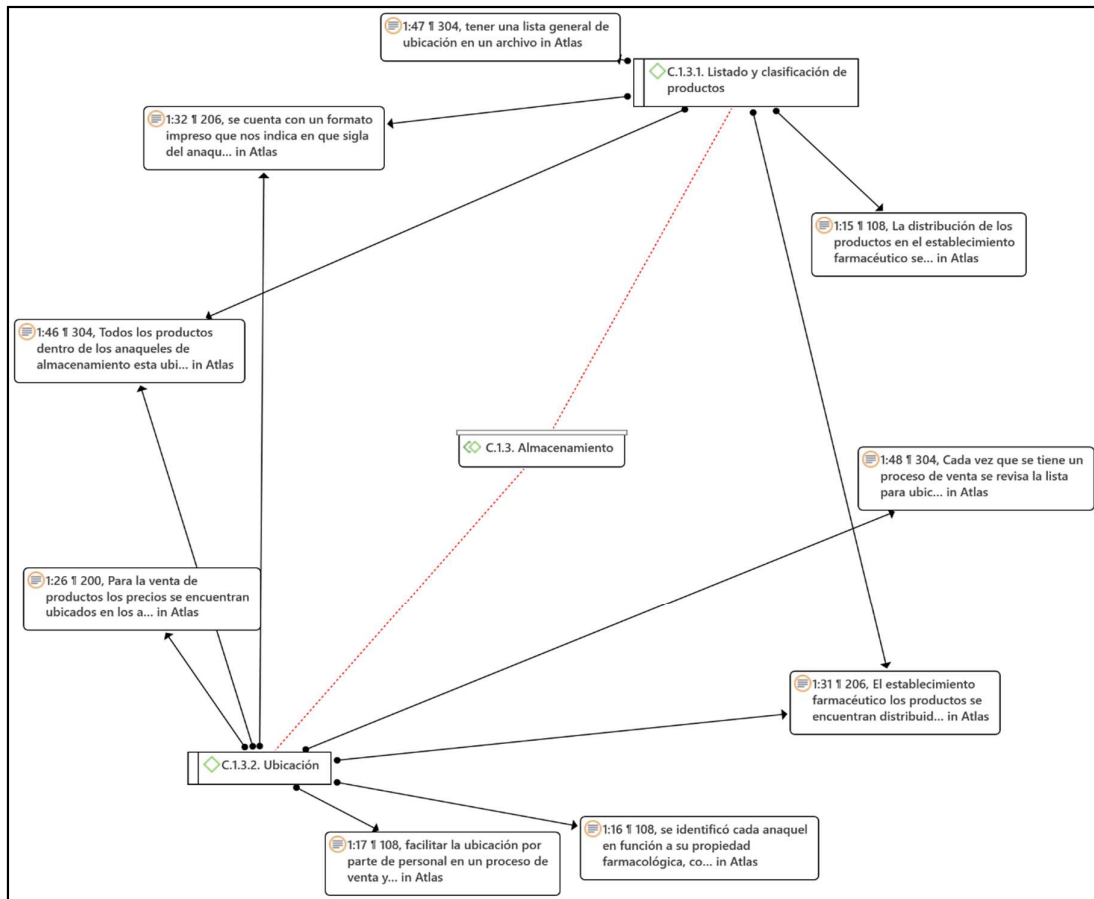 1:47 ¶ 304, tener una lista general de
ubicación en un archivo in Atlas
C.1.3.1. Listado y clasificación de
productos
1:32 ¶ 206, se cuenta con un formato
impreso que nos indica en que sigla
del anaqu... in Atlas
1:15 ¶ 108, La distribución de los
productos en el establecimiento
farmacéutico se... in Atlas
1:46 ¶ 304, Todos los productos
dentro de los anaqueles de
almacenamiento esta ubi... in Atlas
C.1.3. Almacenamiento
1:48 ¶ 304, Cada vez que se tiene un
proceso de venta se revisa la lista
para ubic... in Atlas
1:26 ¶ 200, Para la venta de
productos los precios se encuentran
ubicados en los a... in Atlas
1:31 ¶ 206, El establecimiento
farmacéutico los productos se
encuentran distribuid... in Atlas
C.1.3.2. Ubicación
1:17 ¶ 108, facilitar la ubicación por
parte de personal en un proceso de
venta y... in Atlas
1:16 ¶ 108, se identificó cada anaquel
en función a su propiedad
farmacológica, co... in Atlas